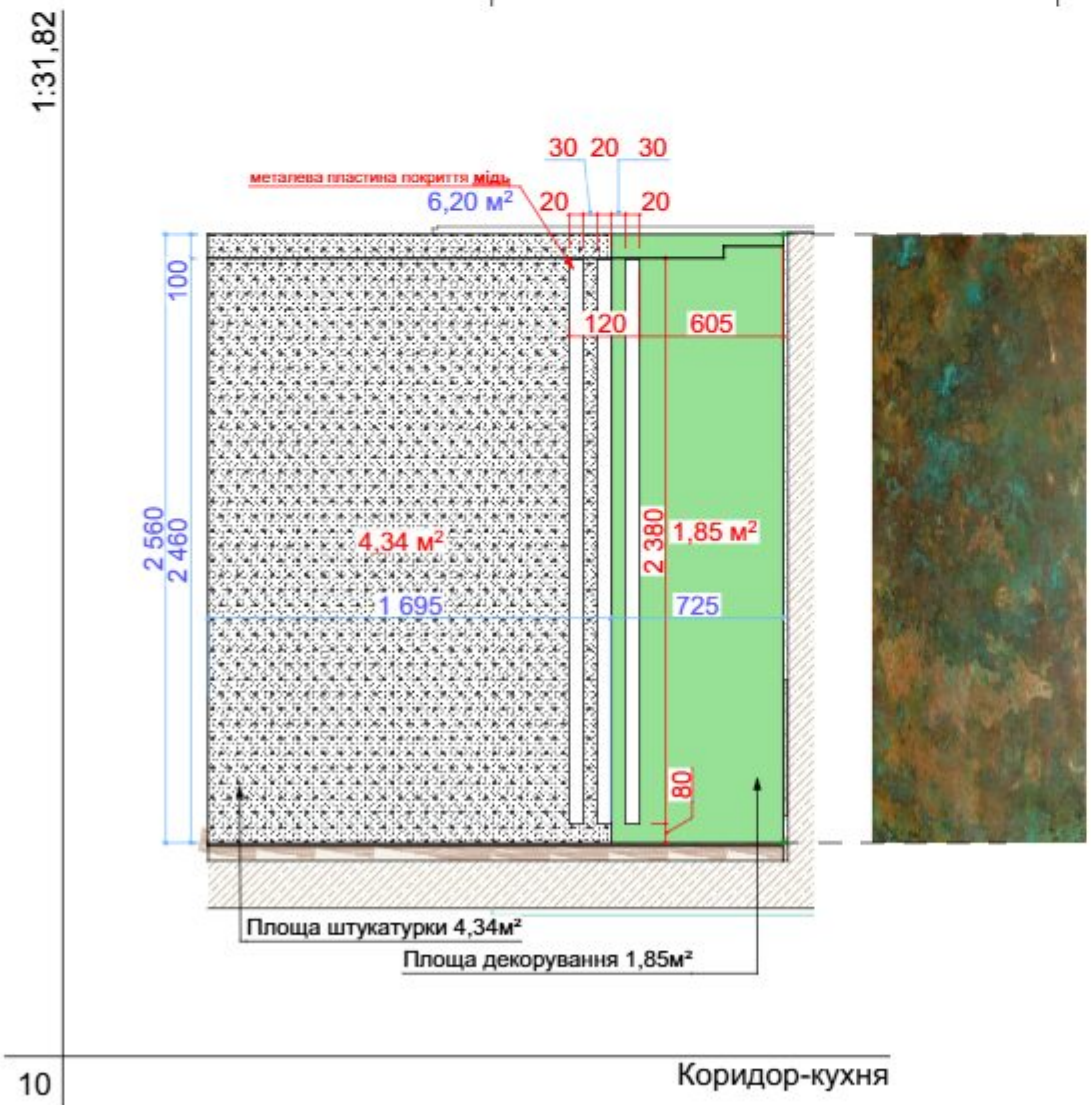 1:31,82
30 20 30
металева пластина покриття мідь
6,20 м²
20
20
100
120
605
2 560
2 460
4,34 м²
2 380
1,85 м²
1 695
725
80
Площа штукатурки 4,34м²
Площа декорування 1,85м²
10
Коридор-кухня